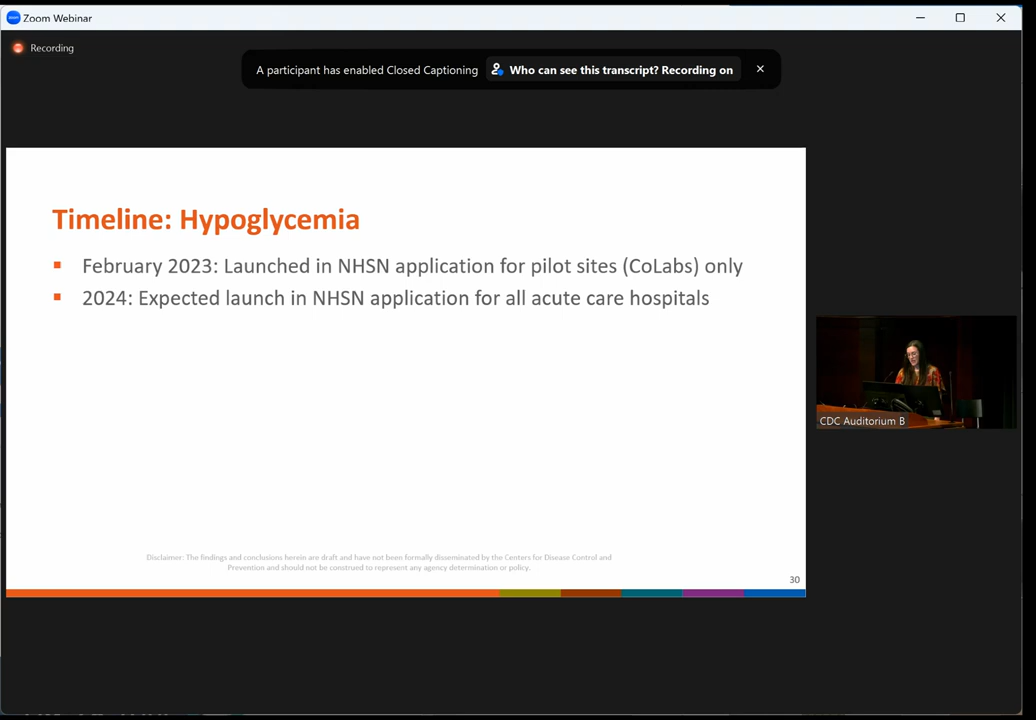 zoom Zoom Webinar
Recording
A participant has enabled Closed Captioning Who can see this transcript? Recording on
Timeline: Hypoglycemia
February 2023: Launched in NHSN application for pilot sites (CoLabs) only
2024: Expected launch in NHSN application for all acute care hospitals
CDC Auditorium B
Disclaimer: The findings and conclusions herein are draft and have not been formally disseminated by the Centers for Disease Control and
Prevention and should not be construed to represent any agency determination or policy.
30